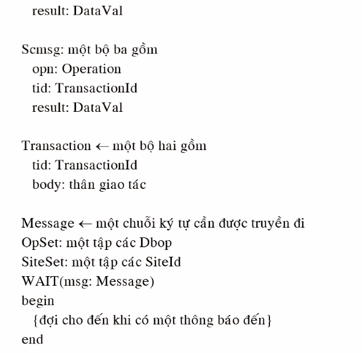 result: DataVal
Scmsg: một bộ ba gồm
opn: Operation
tid: TransactionId
result: DataVal
Transaction ← một bộ hai gồm
tid: TransactionId
body: thân giao tác
Message ← một chuỗi ký tự cần được truyền đi
OpSet: một tập các Dbop
SiteSet: một tập các SiteId
WAIT(msg: Message)
begin
{đợi cho đến khi có một thông báo đến}
end